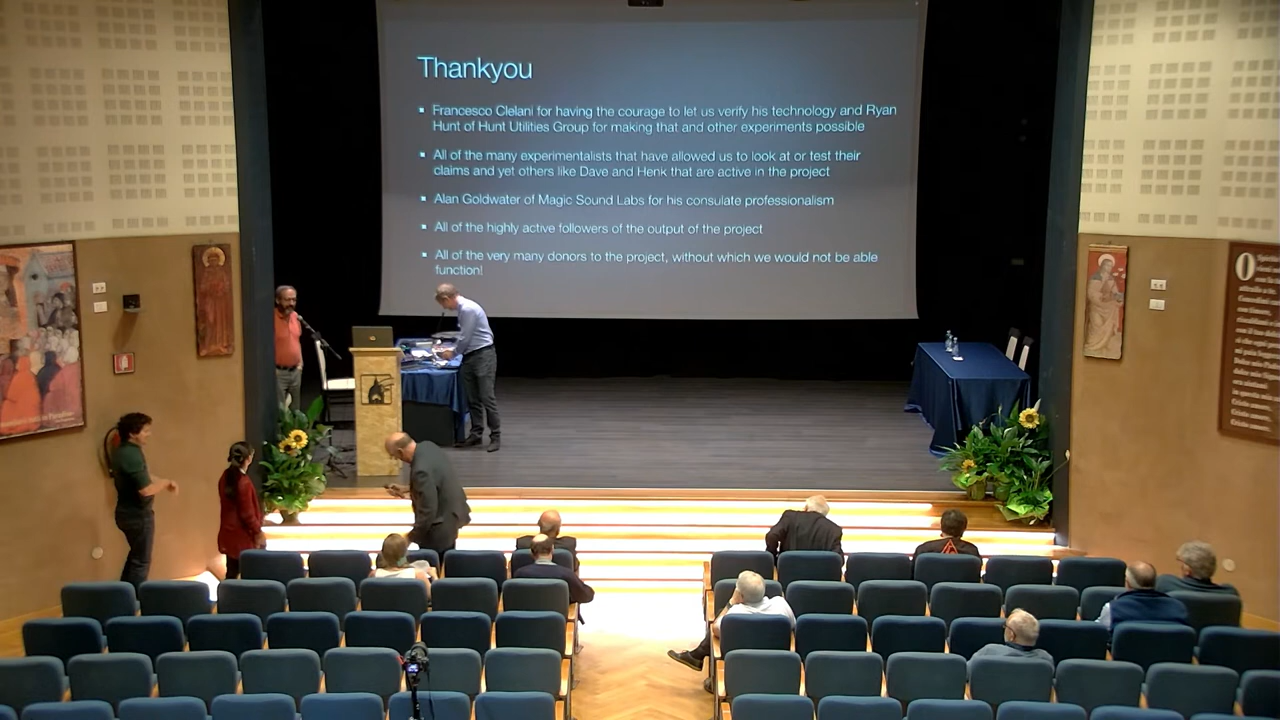 Thankyou
Francesco Clelani for having the courage to let us verify his technology and Ryan
Hunt of Hunt Utilities Group for making that and other experiments possible
All of the many experimentalists that have allowed us to look at or test their
claims and yet others like Dave and Henk that are active in the project
Alan Goldwater of Magic Sound Labs for his consulate professionalism
All of the highly active followers of the output of the project
All of the very many donors to the project, without which we would not be able
function!